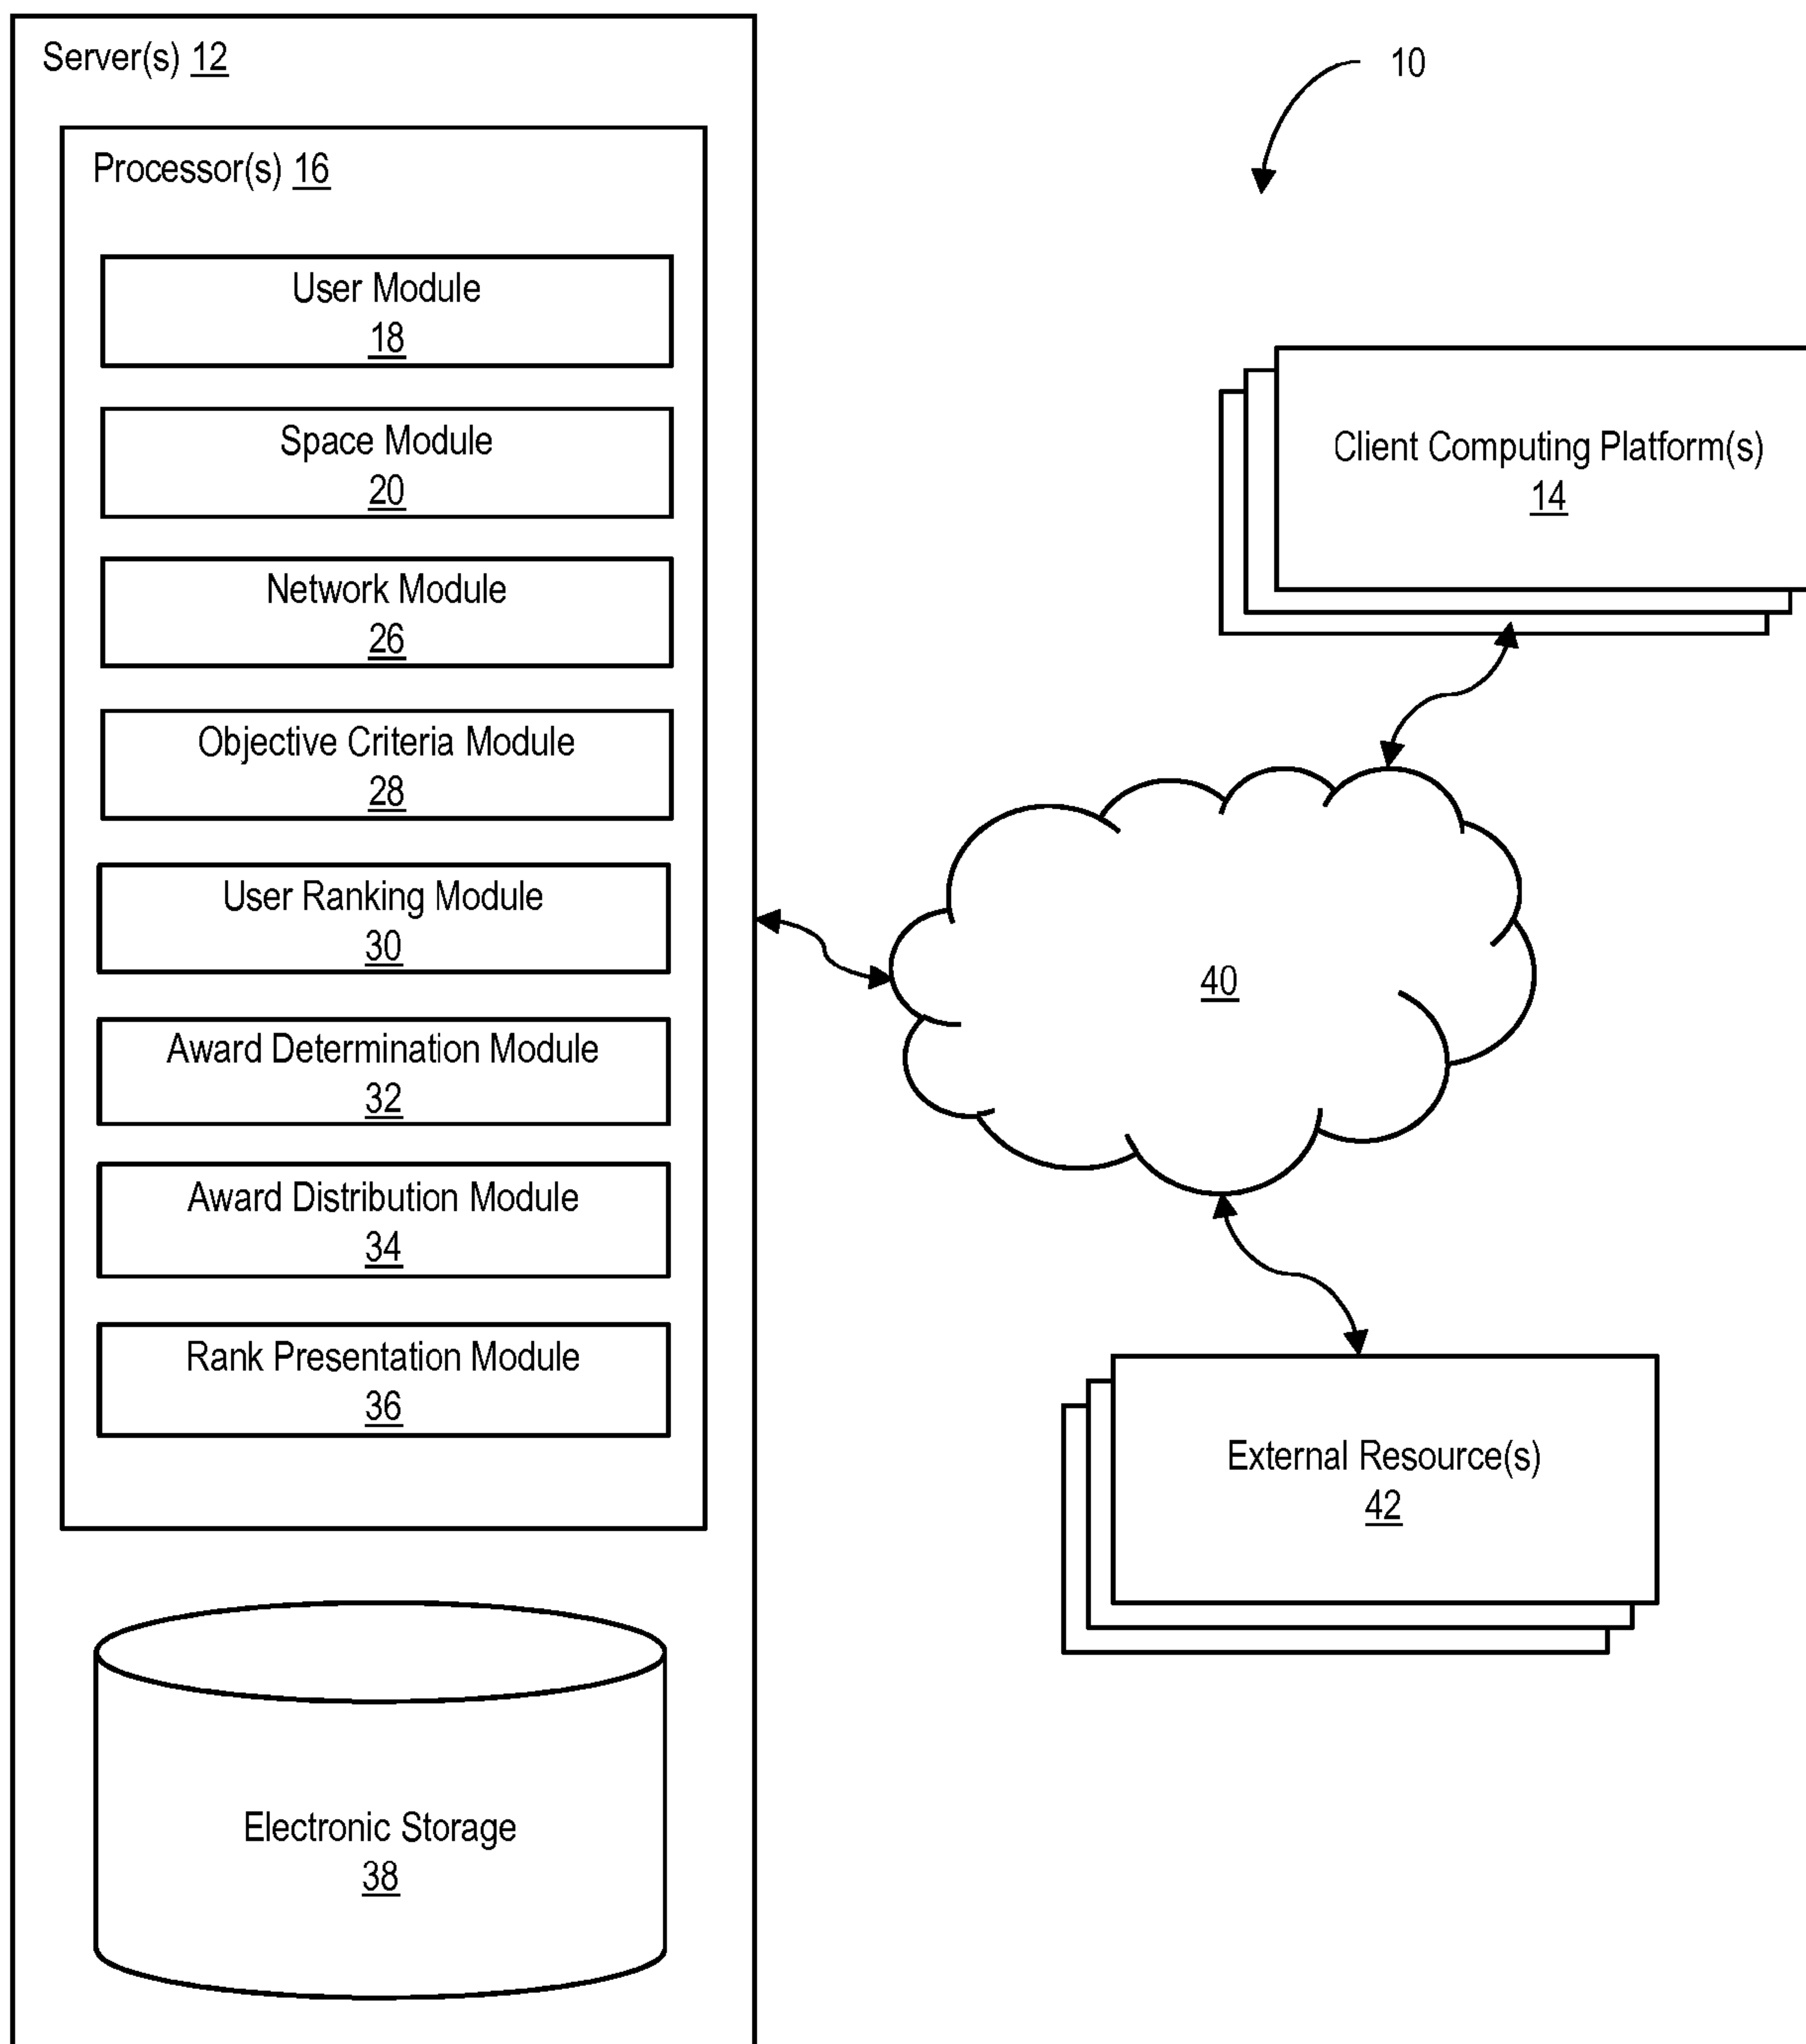 Server(s) 12
10
Processor(s) 16
User Module
18
Space Module
20
Network Module
26
Objective Criteria Module
28
User Ranking Module
30
Award Determination Module
32
Award Distribution Module
34
Rank Presentation Module
36
Electronic Storage
38
Client Computing Platform(s)
14
40
External Resource(s)
42